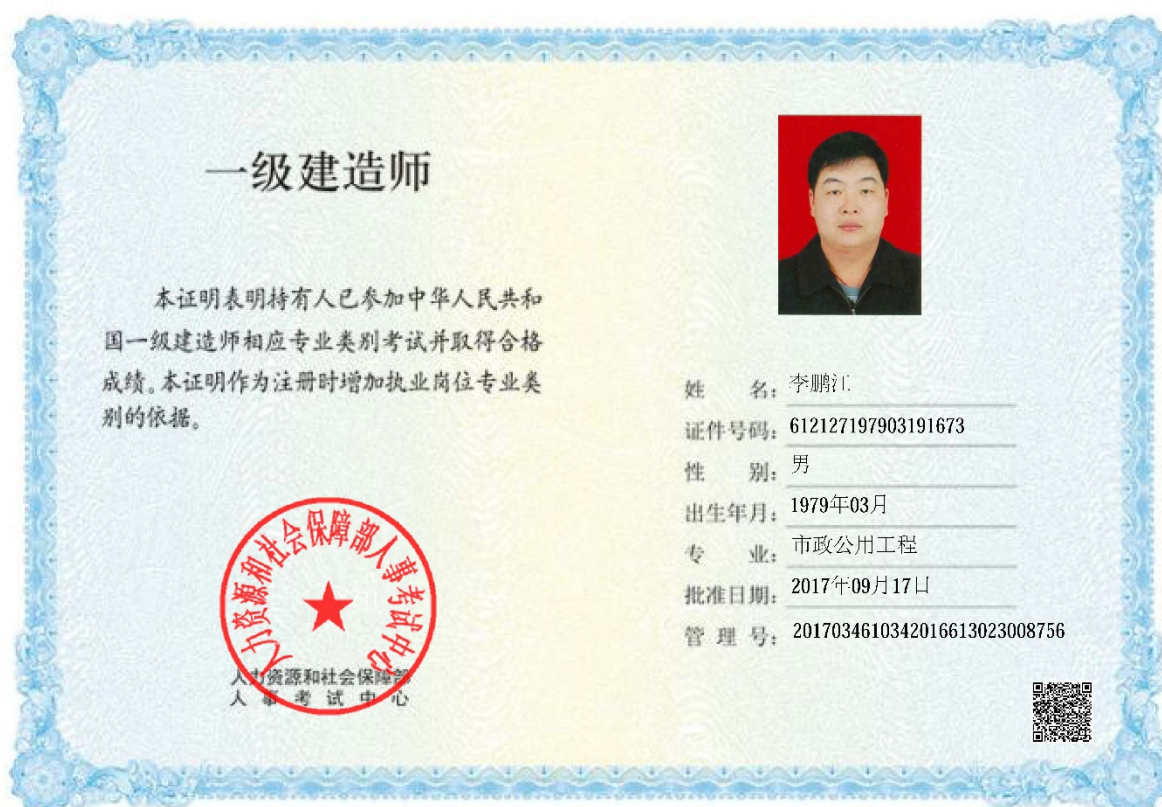 一级建造师
本证明表明持有人已参加中华人民共和
国一级建造师相应专业类别考试并取得合格
成绩。本证明作为注册时增加执业岗位专业类
别的依据。
人力资源和社会保障部人事考试中心
人力资源和社会保障部
人事考试中心
姓名：李鹏江
证件号码：612127197903191673
性别：男
出生年月：1979年03月
专业：市政公用工程
批准日期：2017年09月17日
管理号：2017034610342016613023008756